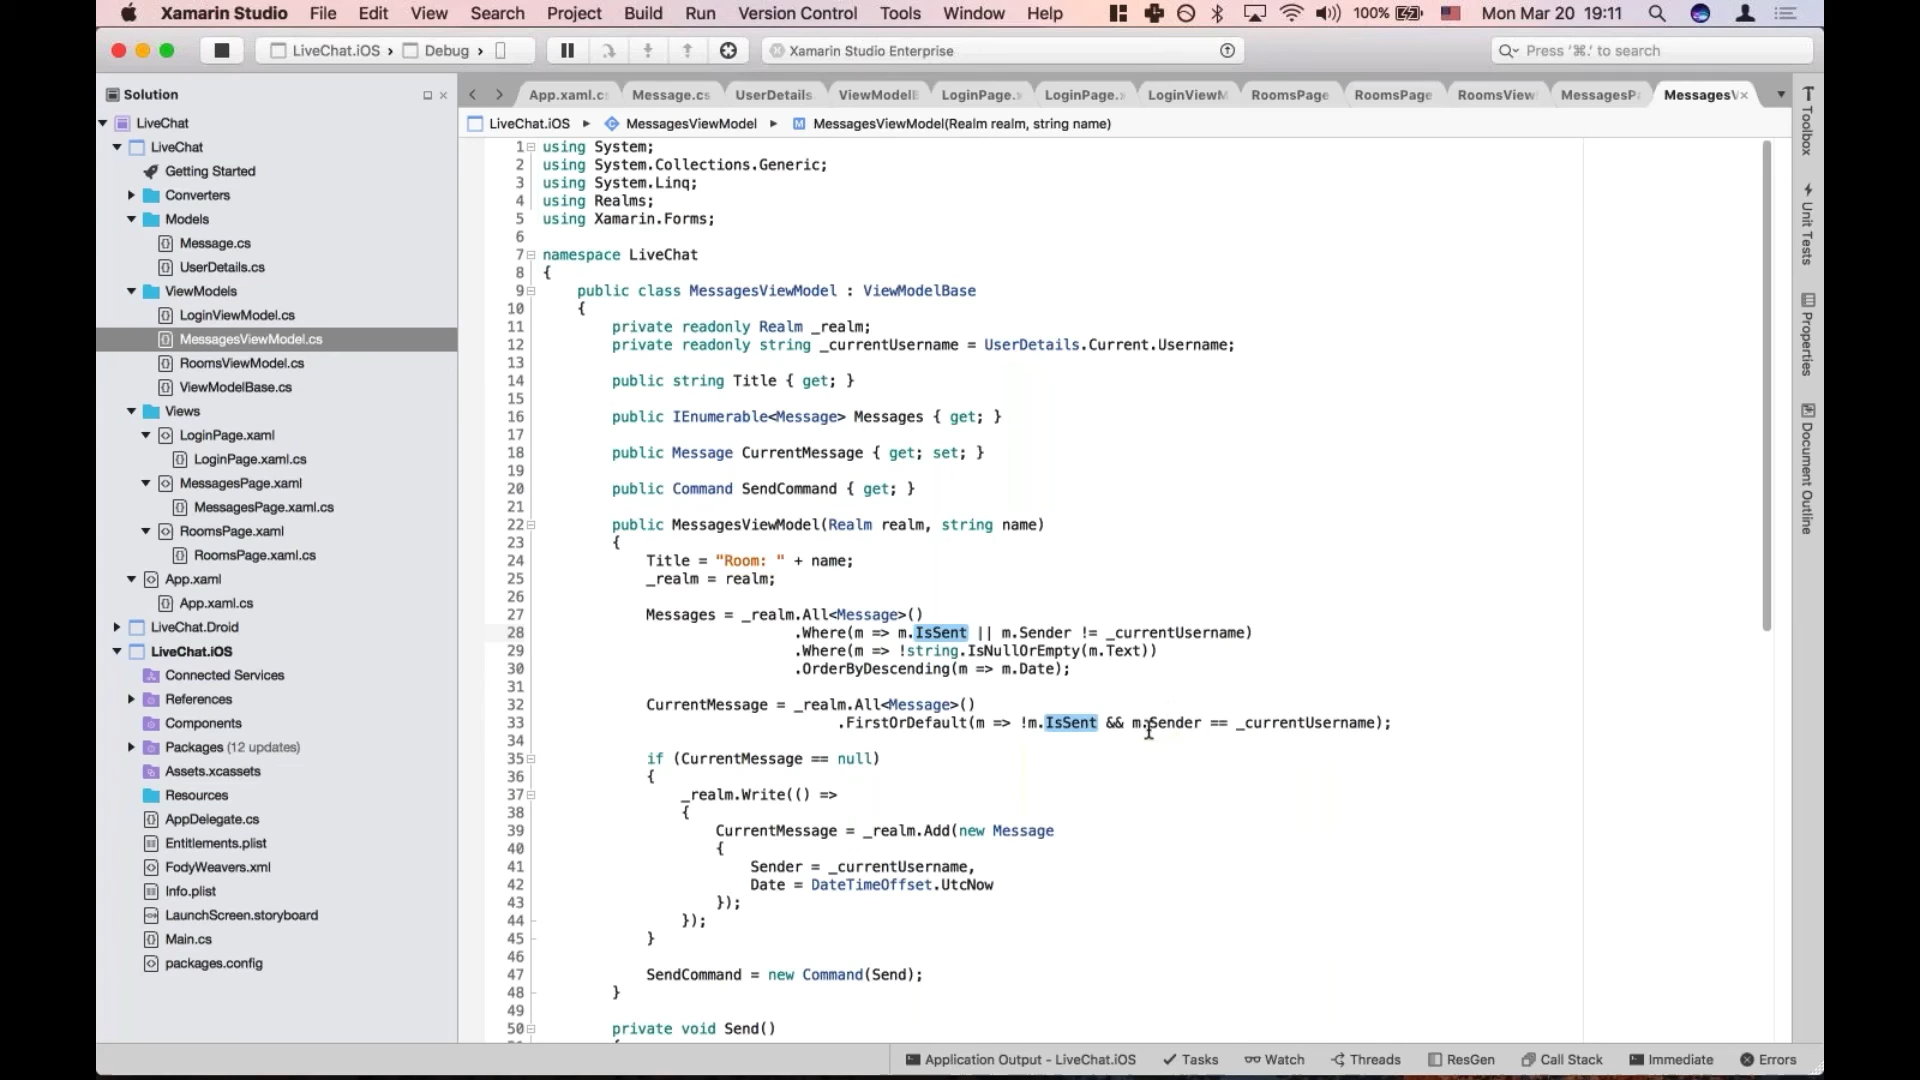 Xamarin Studio File Edit View Search Project Build Run Version Control Tools Window Help 100% Mon Mar 20 19:11
LiveChat.iOS › Debug › Xamarin Studio Enterprise Press ‘⌘.’ to search
Solution
LiveChat
LiveChat
Getting Started
Converters
Models
Message.cs
UserDetails.cs
ViewModels
LoginViewModel.cs
MessagesViewModel.cs
RoomsViewModel.cs
ViewModelBase.cs
Views
LoginPage.xaml
LoginPage.xaml.cs
MessagesPage.xaml
MessagesPage.xaml.cs
RoomsPage.xaml
RoomsPage.xaml.cs
App.xaml
App.xaml.cs
LiveChat.Droid
LiveChat.iOS
Connected Services
References
Components
Packages (12 updates)
Assets.xcassets
Resources
AppDelegate.cs
Entitlements.plist
FodyWeavers.xml
Info.plist
LaunchScreen.storyboard
Main.cs
packages.config
App.xaml.c Message.cs UserDetails ViewModelB LoginPage. LoginPage. LoginViewM RoomsPage RoomsPage RoomsView MessagesP MessagesV
LiveChat.iOS MessagesViewModel MessagesViewModel(Realm realm, string name)
1 using System;
2 using System.Collections.Generic;
3 using System.Linq;
4 using Realms;
5 using Xamarin.Forms;
6
7 namespace LiveChat
8 {
9 public class MessagesViewModel : ViewModelBase
10 {
11 private readonly Realm _realm;
12 private readonly string _currentUsername = UserDetails.Current.Username;
13
14 public string Title { get; }
15
16 public IEnumerable<Message> Messages { get; }
17
18 public Message CurrentMessage { get; set; }
19
20 public Command SendCommand { get; }
21
22 public MessagesViewModel(Realm realm, string name)
23 {
24 Title = "Room: " + name;
25 _realm = realm;
26
27 Messages = _realm.All<Message>()
28 .Where(m => m.IsSent || m.Sender != _currentUsername)
29 .Where(m => !string.IsNullOrEmpty(m.Text))
30 .OrderByDescending(m => m.Date);
31
32 CurrentMessage = _realm.All<Message>()
33 .FirstOrDefault(m => !m.IsSent && m.Sender == _currentUsername);
34
35 if (CurrentMessage == null)
36 {
37 _realm.Write(() =>
38 {
39 CurrentMessage = _realm.Add(new Message
40 {
41 Sender = _currentUsername,
42 Date = DateTimeOffset.UtcNow
43 });
44 });
45 }
46
47 SendCommand = new Command(Send);
48 }
49
50 private void Send()
Toolbox
Unit Tests
Properties
Document Outline
Application Output - LiveChat.iOS Tasks Watch Threads ResGen Call Stack Immediate Errors